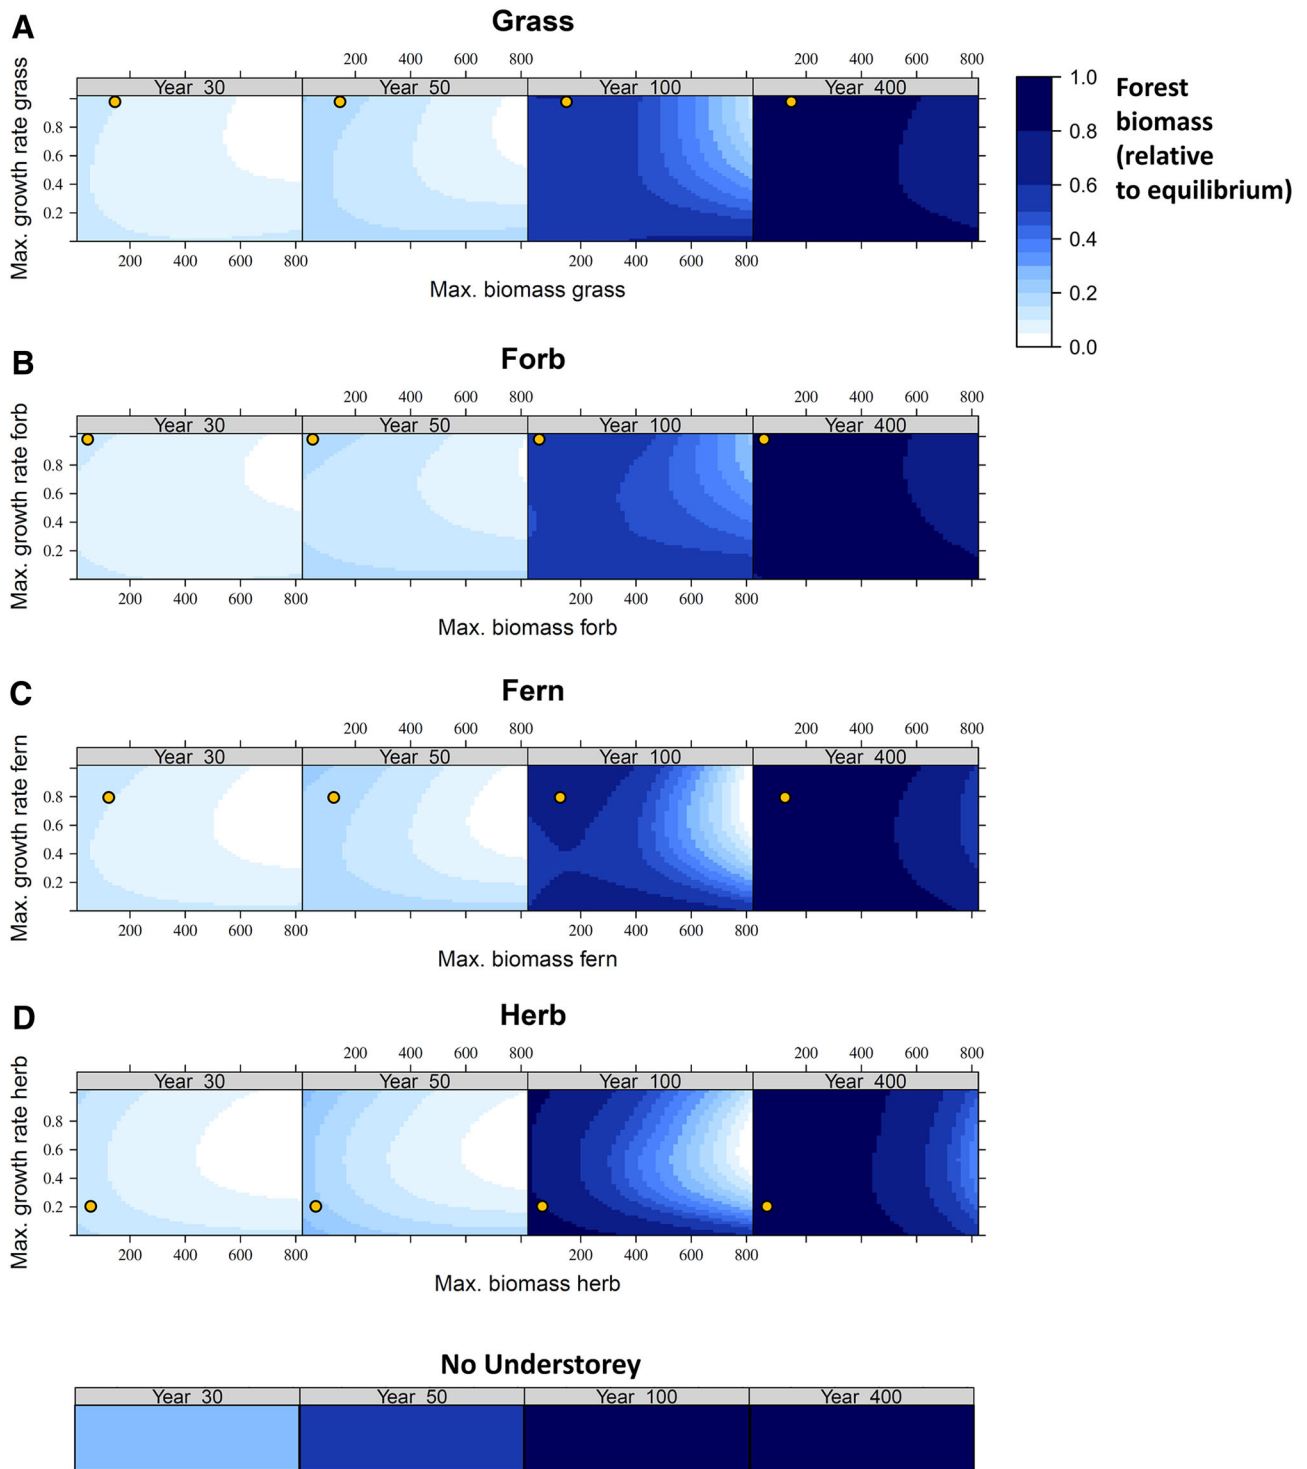 A
Grass
200 400 600 800 200 400 600 800
Year 30 Year 50 Year 100 Year 400
Max. growth rate grass
0.8
0.6
0.4
0.2
200 400 600 800 200 400 600 800
Max. biomass grass
1.0
0.8
0.6
0.4
0.2
0.0
Forest
biomass
(relative
to equilibrium)
B
Forb
200 400 600 800 200 400 600 800
Year 30 Year 50 Year 100 Year 400
Max. growth rate forb
0.8
0.6
0.4
0.2
200 400 600 800 200 400 600 800
Max. biomass forb
C
Fern
200 400 600 800 200 400 600 800
Year 30 Year 50 Year 100 Year 400
Max. growth rate fern
0.8
0.6
0.4
0.2
200 400 600 800 200 400 600 800
Max. biomass fern
D
Herb
200 400 600 800 200 400 600 800
Year 30 Year 50 Year 100 Year 400
Max. growth rate herb
0.8
0.6
0.4
0.2
200 400 600 800 200 400 600 800
Max. biomass herb
No Understorey
Year 30 Year 50 Year 100 Year 400